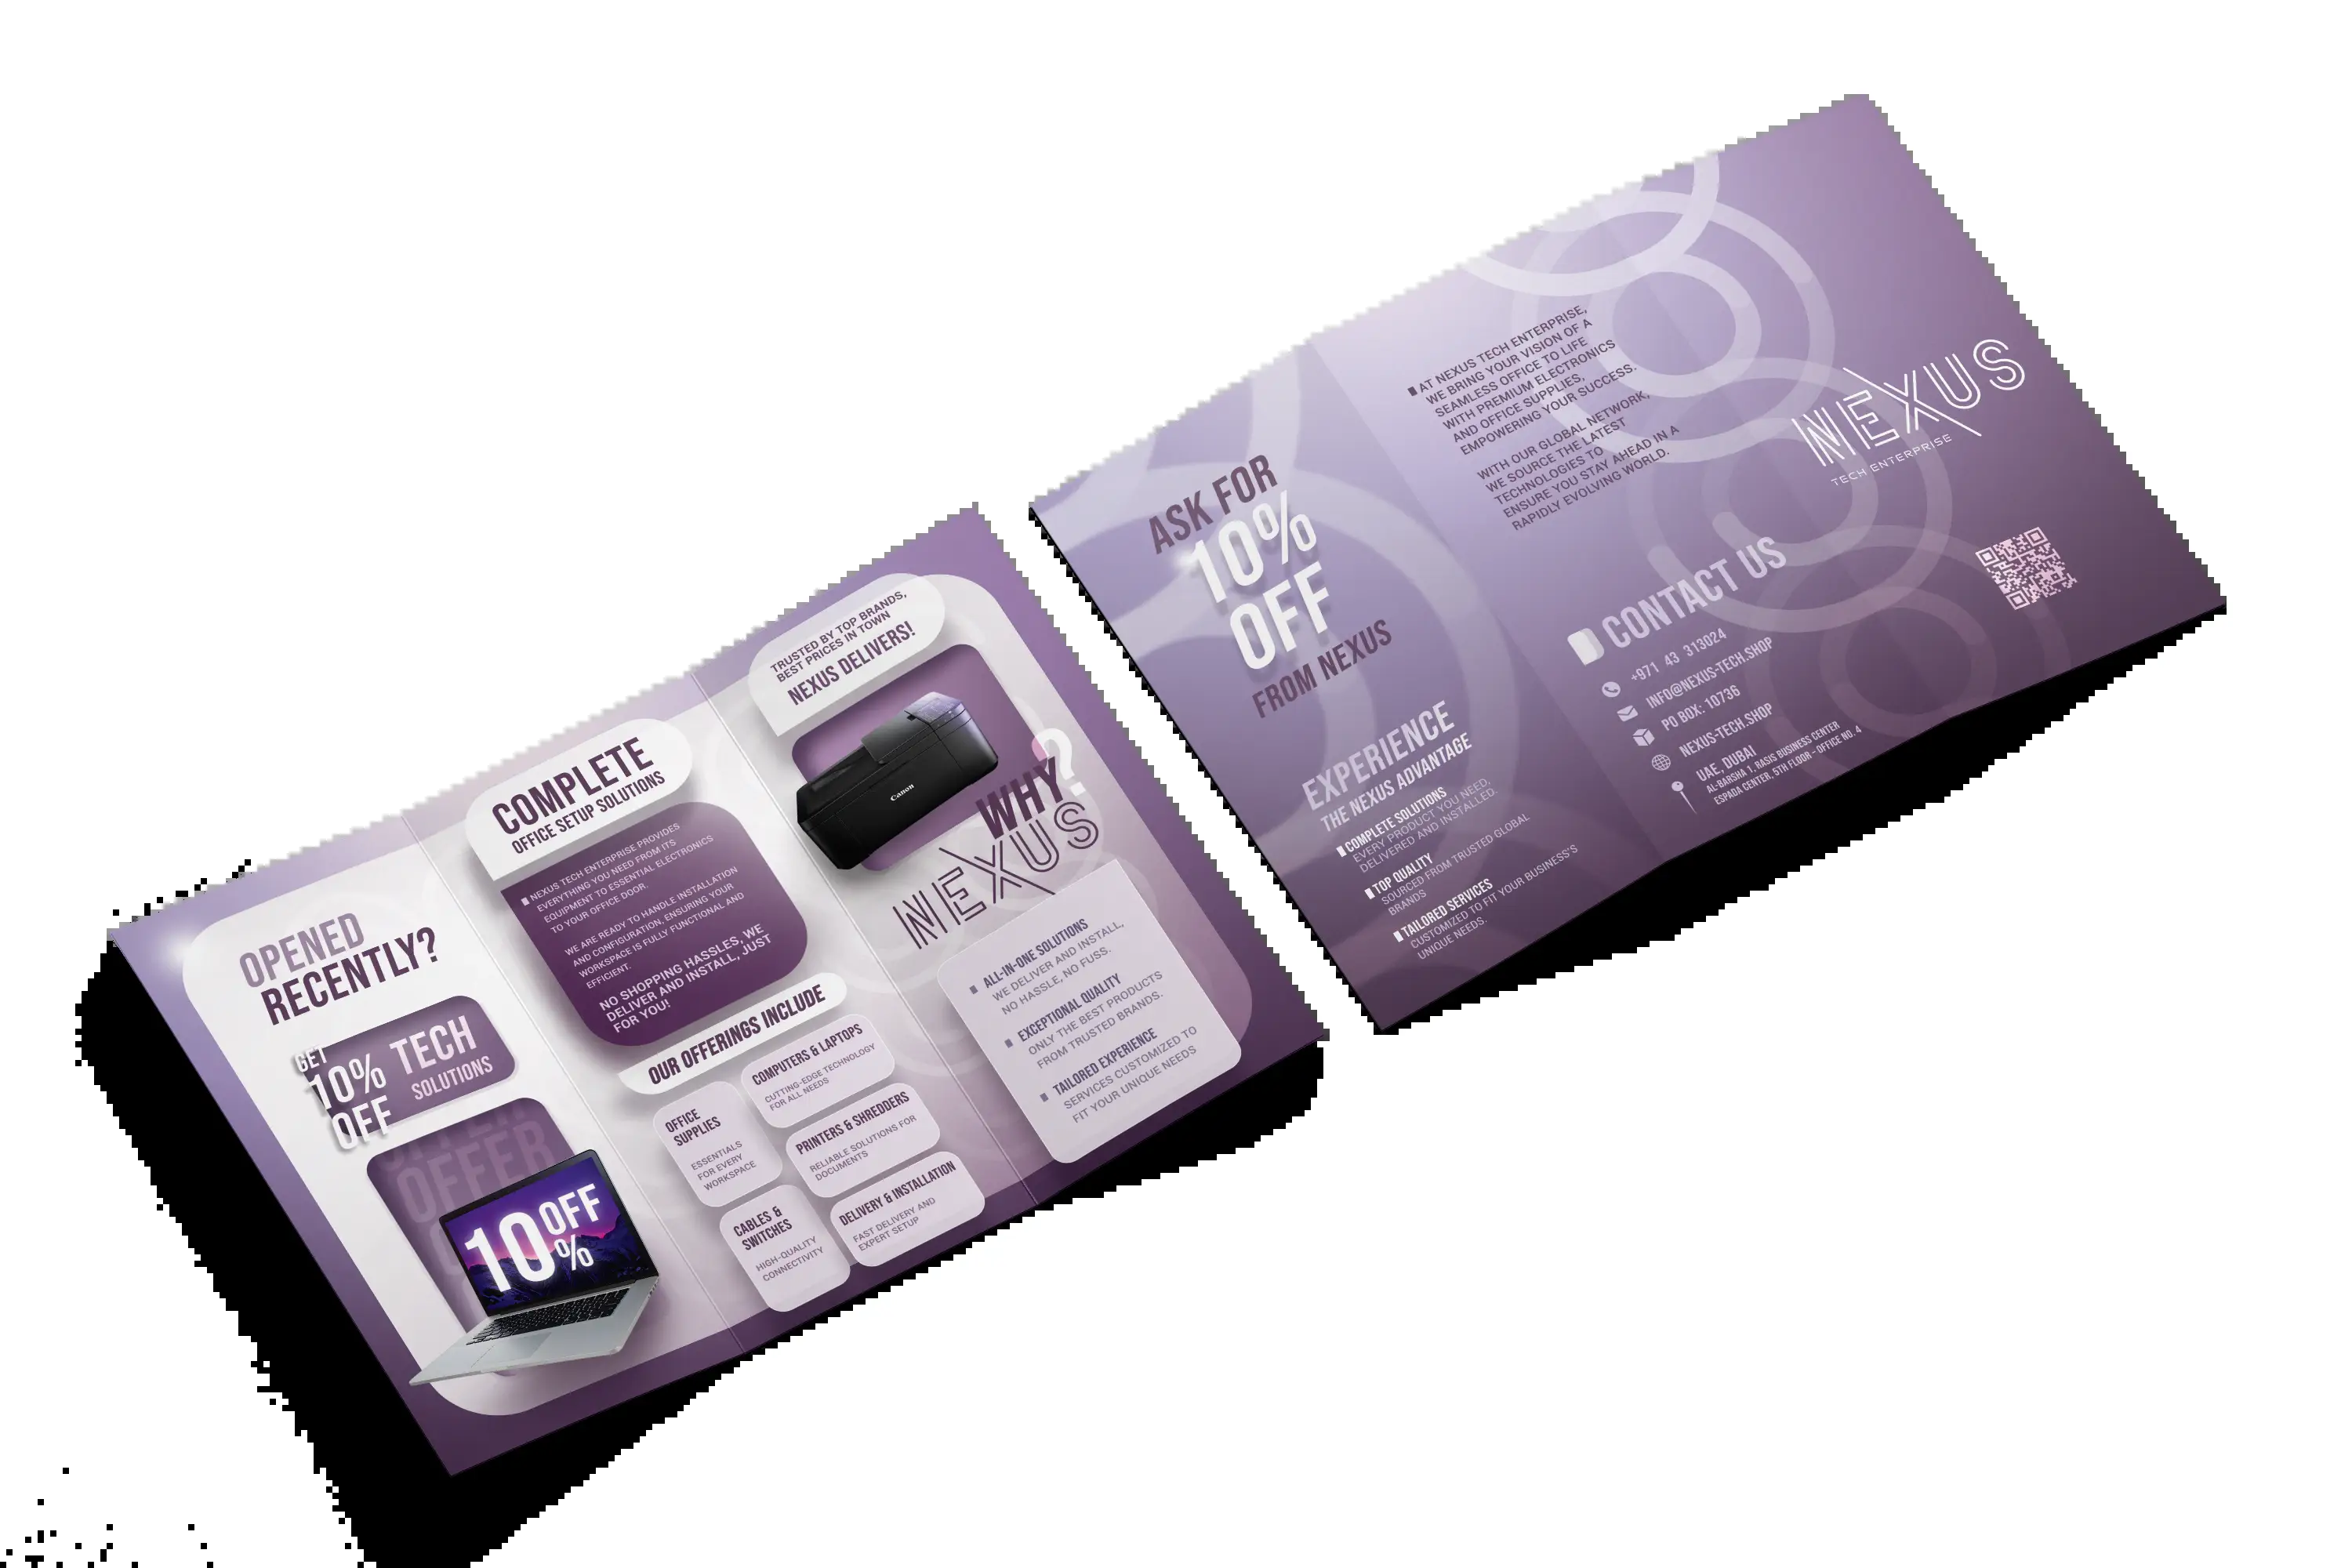 OPENED
RECENTLY?
GET
10% TECH
OFF SOLUTIONS
OFFER
OFFER
10 OFF
%
COMPLETE
OFFICE SETUP SOLUTIONS
NEXUS TECH ENTERPRISE PROVIDES
EVERYTHING YOU NEED FROM ITS
EQUIPMENT TO ESSENTIAL ELECTRONICS
TO YOUR OFFICE DOOR.
WE ARE READY TO HANDLE INSTALLATION
AND CONFIGURATION, ENSURING YOUR
WORKSPACE IS FULLY FUNCTIONAL AND
EFFICIENT.
NO SHOPPING HASSLES, WE
DELIVER AND INSTALL, JUST
FOR YOU!
OUR OFFERINGS INCLUDE
OFFICE
SUPPLIES
ESSENTIALS
FOR EVERY
WORKSPACE
COMPUTERS & LAPTOPS
CUTTING-EDGE TECHNOLOGY
FOR ALL NEEDS
PRINTERS & SHREDDERS
RELIABLE SOLUTIONS FOR
DOCUMENTS
CABLES &
SWITCHES
HIGH-QUALITY
CONNECTIVITY
DELIVERY & INSTALLATION
FAST DELIVERY AND
EXPERT SETUP
TRUSTED BY TOP BRANDS,
BEST PRICES IN TOWN
NEXUS DELIVERS!
Canon
WHY?
NEXUS
ALL-IN-ONE SOLUTIONS
WE DELIVER AND INSTALL,
NO HASSLE, NO FUSS.
EXCEPTIONAL QUALITY
ONLY THE BEST PRODUCTS
FROM TRUSTED BRANDS.
TAILORED EXPERIENCE
SERVICES CUSTOMIZED TO
FIT YOUR UNIQUE NEEDS
ASK FOR
10%
OFF
FROM NEXUS
EXPERIENCE
THE NEXUS ADVANTAGE
COMPLETE SOLUTIONS
EVERY PRODUCT YOU NEED,
DELIVERED AND INSTALLED.
TOP QUALITY
SOURCED FROM TRUSTED GLOBAL
BRANDS
TAILORED SERVICES
CUSTOMIZED TO FIT YOUR BUSINESS'S
UNIQUE NEEDS.
AT NEXUS TECH ENTERPRISE,
WE BRING YOUR VISION OF A
SEAMLESS OFFICE TO LIFE
WITH PREMIUM ELECTRONICS
AND OFFICE SUPPLIES,
EMPOWERING YOUR SUCCESS.
WITH OUR GLOBAL NETWORK,
WE SOURCE THE LATEST
TECHNOLOGIES TO
ENSURE YOU STAY AHEAD IN A
RAPIDLY EVOLVING WORLD.
CONTACT US
+971 43 313024
INFO@NEXUS-TECH.SHOP
PO BOX: 10736
NEXUS-TECH.SHOP
UAE, DUBAI
AL-BARSHA 1, RASIS BUSINESS CENTER
ESPADA CENTER, 5TH FLOOR - OFFICE NO. 4
NEXUS
TECH ENTERPRISE